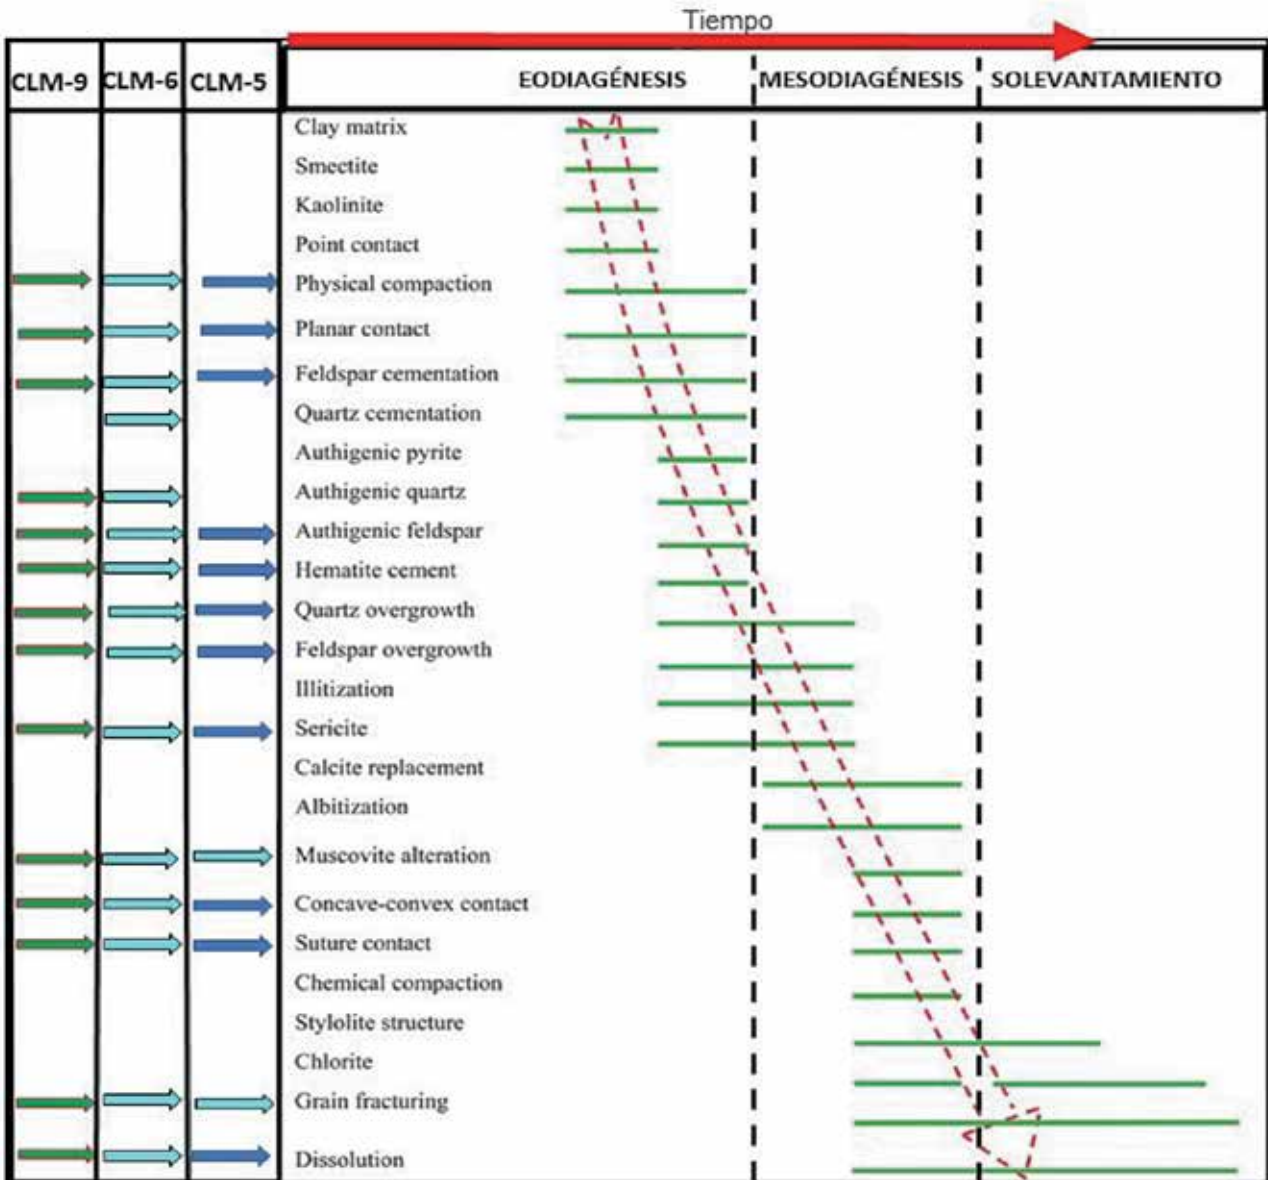 Tiempo
CLM-9 CLM-6 CLM-5 EODIAGÉNESIS MESODIAGÉNESIS SOLEVANTAMIENTO
Clay matrix
Smectite
Kaolinite
Point contact
Physical compaction
Planar contact
Feldspar cementation
Quartz cementation
Authigenic pyrite
Authigenic quartz
Authigenic feldspar
Hematite cement
Quartz overgrowth
Feldspar overgrowth
Illitization
Sericite
Calcite replacement
Albitization
Muscovite alteration
Concave-convex contact
Suture contact
Chemical compaction
Stylolite structure
Chlorite
Grain fracturing
Dissolution